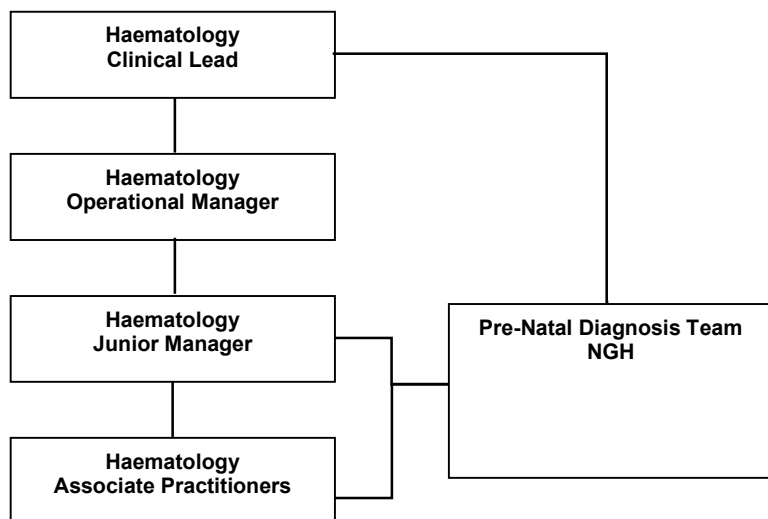 Haematology
Clinical Lead
Haematology
Operational Manager
Haematology
Junior Manager
Pre-Natal Diagnosis Team
NGH
Haematology
Associate Practitioners